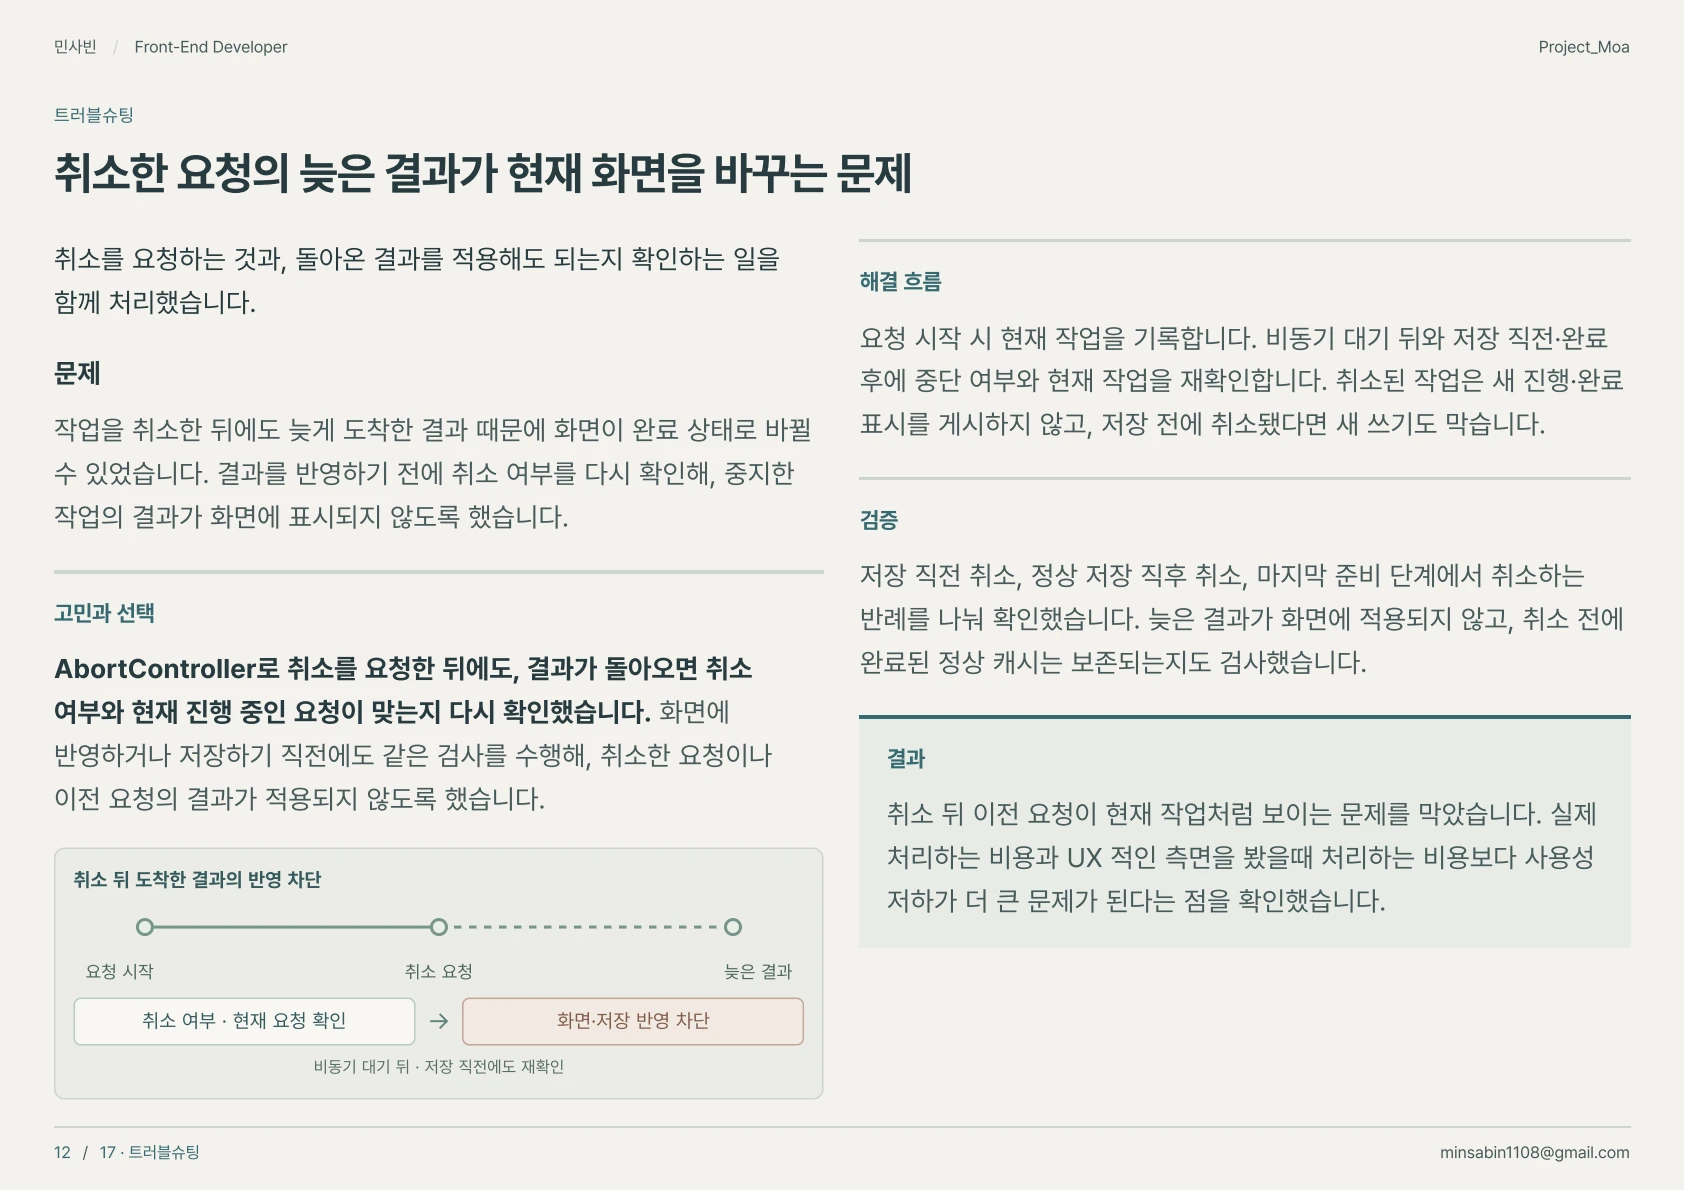 민사빈 / Front-End Developer
Project_Moa
트러블슈팅
취소한 요청의 늦은 결과가 현재 화면을 바꾸는 문제
취소를 요청하는 것과, 돌아온 결과를 적용해도 되는지 확인하는 일을
함께 처리했습니다.
문제
작업을 취소한 뒤에도 늦게 도착한 결과 때문에 화면이 완료 상태로 바뀔
수 있었습니다. 결과를 반영하기 전에 취소 여부를 다시 확인해, 중지한
작업의 결과가 화면에 표시되지 않도록 했습니다.
고민과 선택
AbortController로 취소를 요청한 뒤에도, 결과가 돌아오면 취소
여부와 현재 진행 중인 요청이 맞는지 다시 확인했습니다. 화면에
반영하거나 저장하기 직전에도 같은 검사를 수행해, 취소한 요청이나
이전 요청의 결과가 적용되지 않도록 했습니다.
취소 뒤 도착한 결과의 반영 차단
요청 시작
취소 요청
늦은 결과
취소 여부 · 현재 요청 확인
→
화면·저장 반영 차단
비동기 대기 뒤 · 저장 직전에도 재확인
해결 흐름
요청 시작 시 현재 작업을 기록합니다. 비동기 대기 뒤와 저장 직전·완료
후에 중단 여부와 현재 작업을 재확인합니다. 취소된 작업은 새 진행·완료
표시를 게시하지 않고, 저장 전에 취소됐다면 새 쓰기도 막습니다.
검증
저장 직전 취소, 정상 저장 직후 취소, 마지막 준비 단계에서 취소하는
반례를 나눠 확인했습니다. 늦은 결과가 화면에 적용되지 않고, 취소 전에
완료된 정상 캐시는 보존되는지도 검사했습니다.
결과
취소 뒤 이전 요청이 현재 작업처럼 보이는 문제를 막았습니다. 실제
처리하는 비용과 UX 적인 측면을 봤을때 처리하는 비용보다 사용성
저하가 더 큰 문제가 된다는 점을 확인했습니다.
12 / 17 · 트러블슈팅
minsabin1108@gmail.com